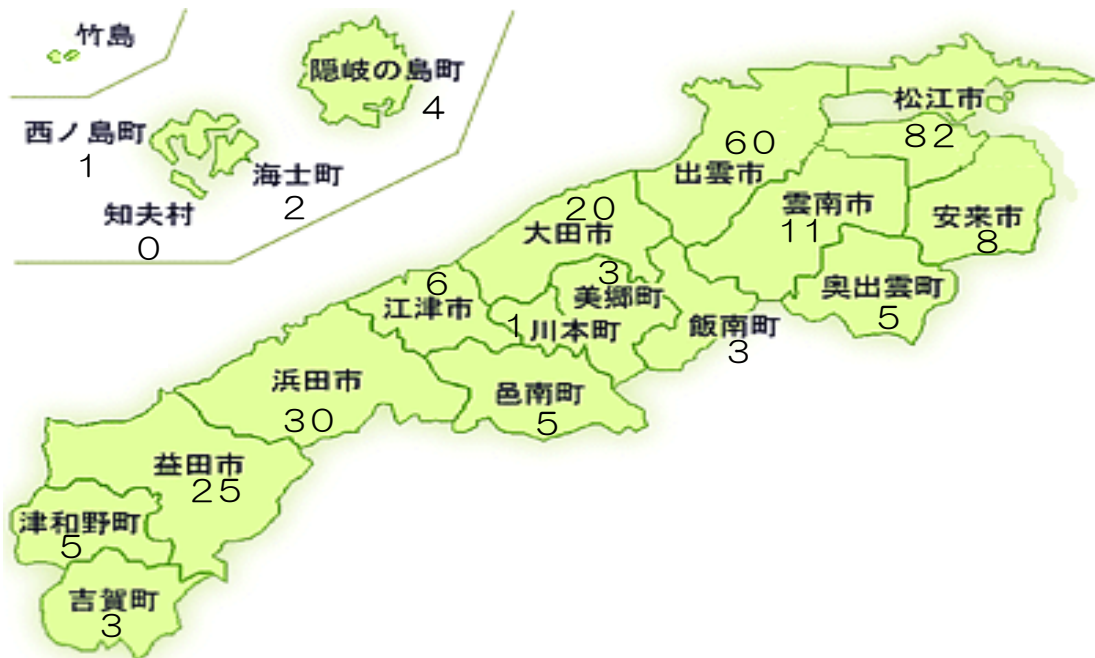 竹島
隠岐の島町
4
西ノ島町
1
海士町
2
知夫村
0
松江市
82
60
出雲市
雲南市
11
安来市
8
20
大田市
奥出雲町
5
3
美郷町
6
江津市
1川本町
飯南町
3
浜田市
30
邑南町
5
益田市
25
津和野町
5
吉賀町
3